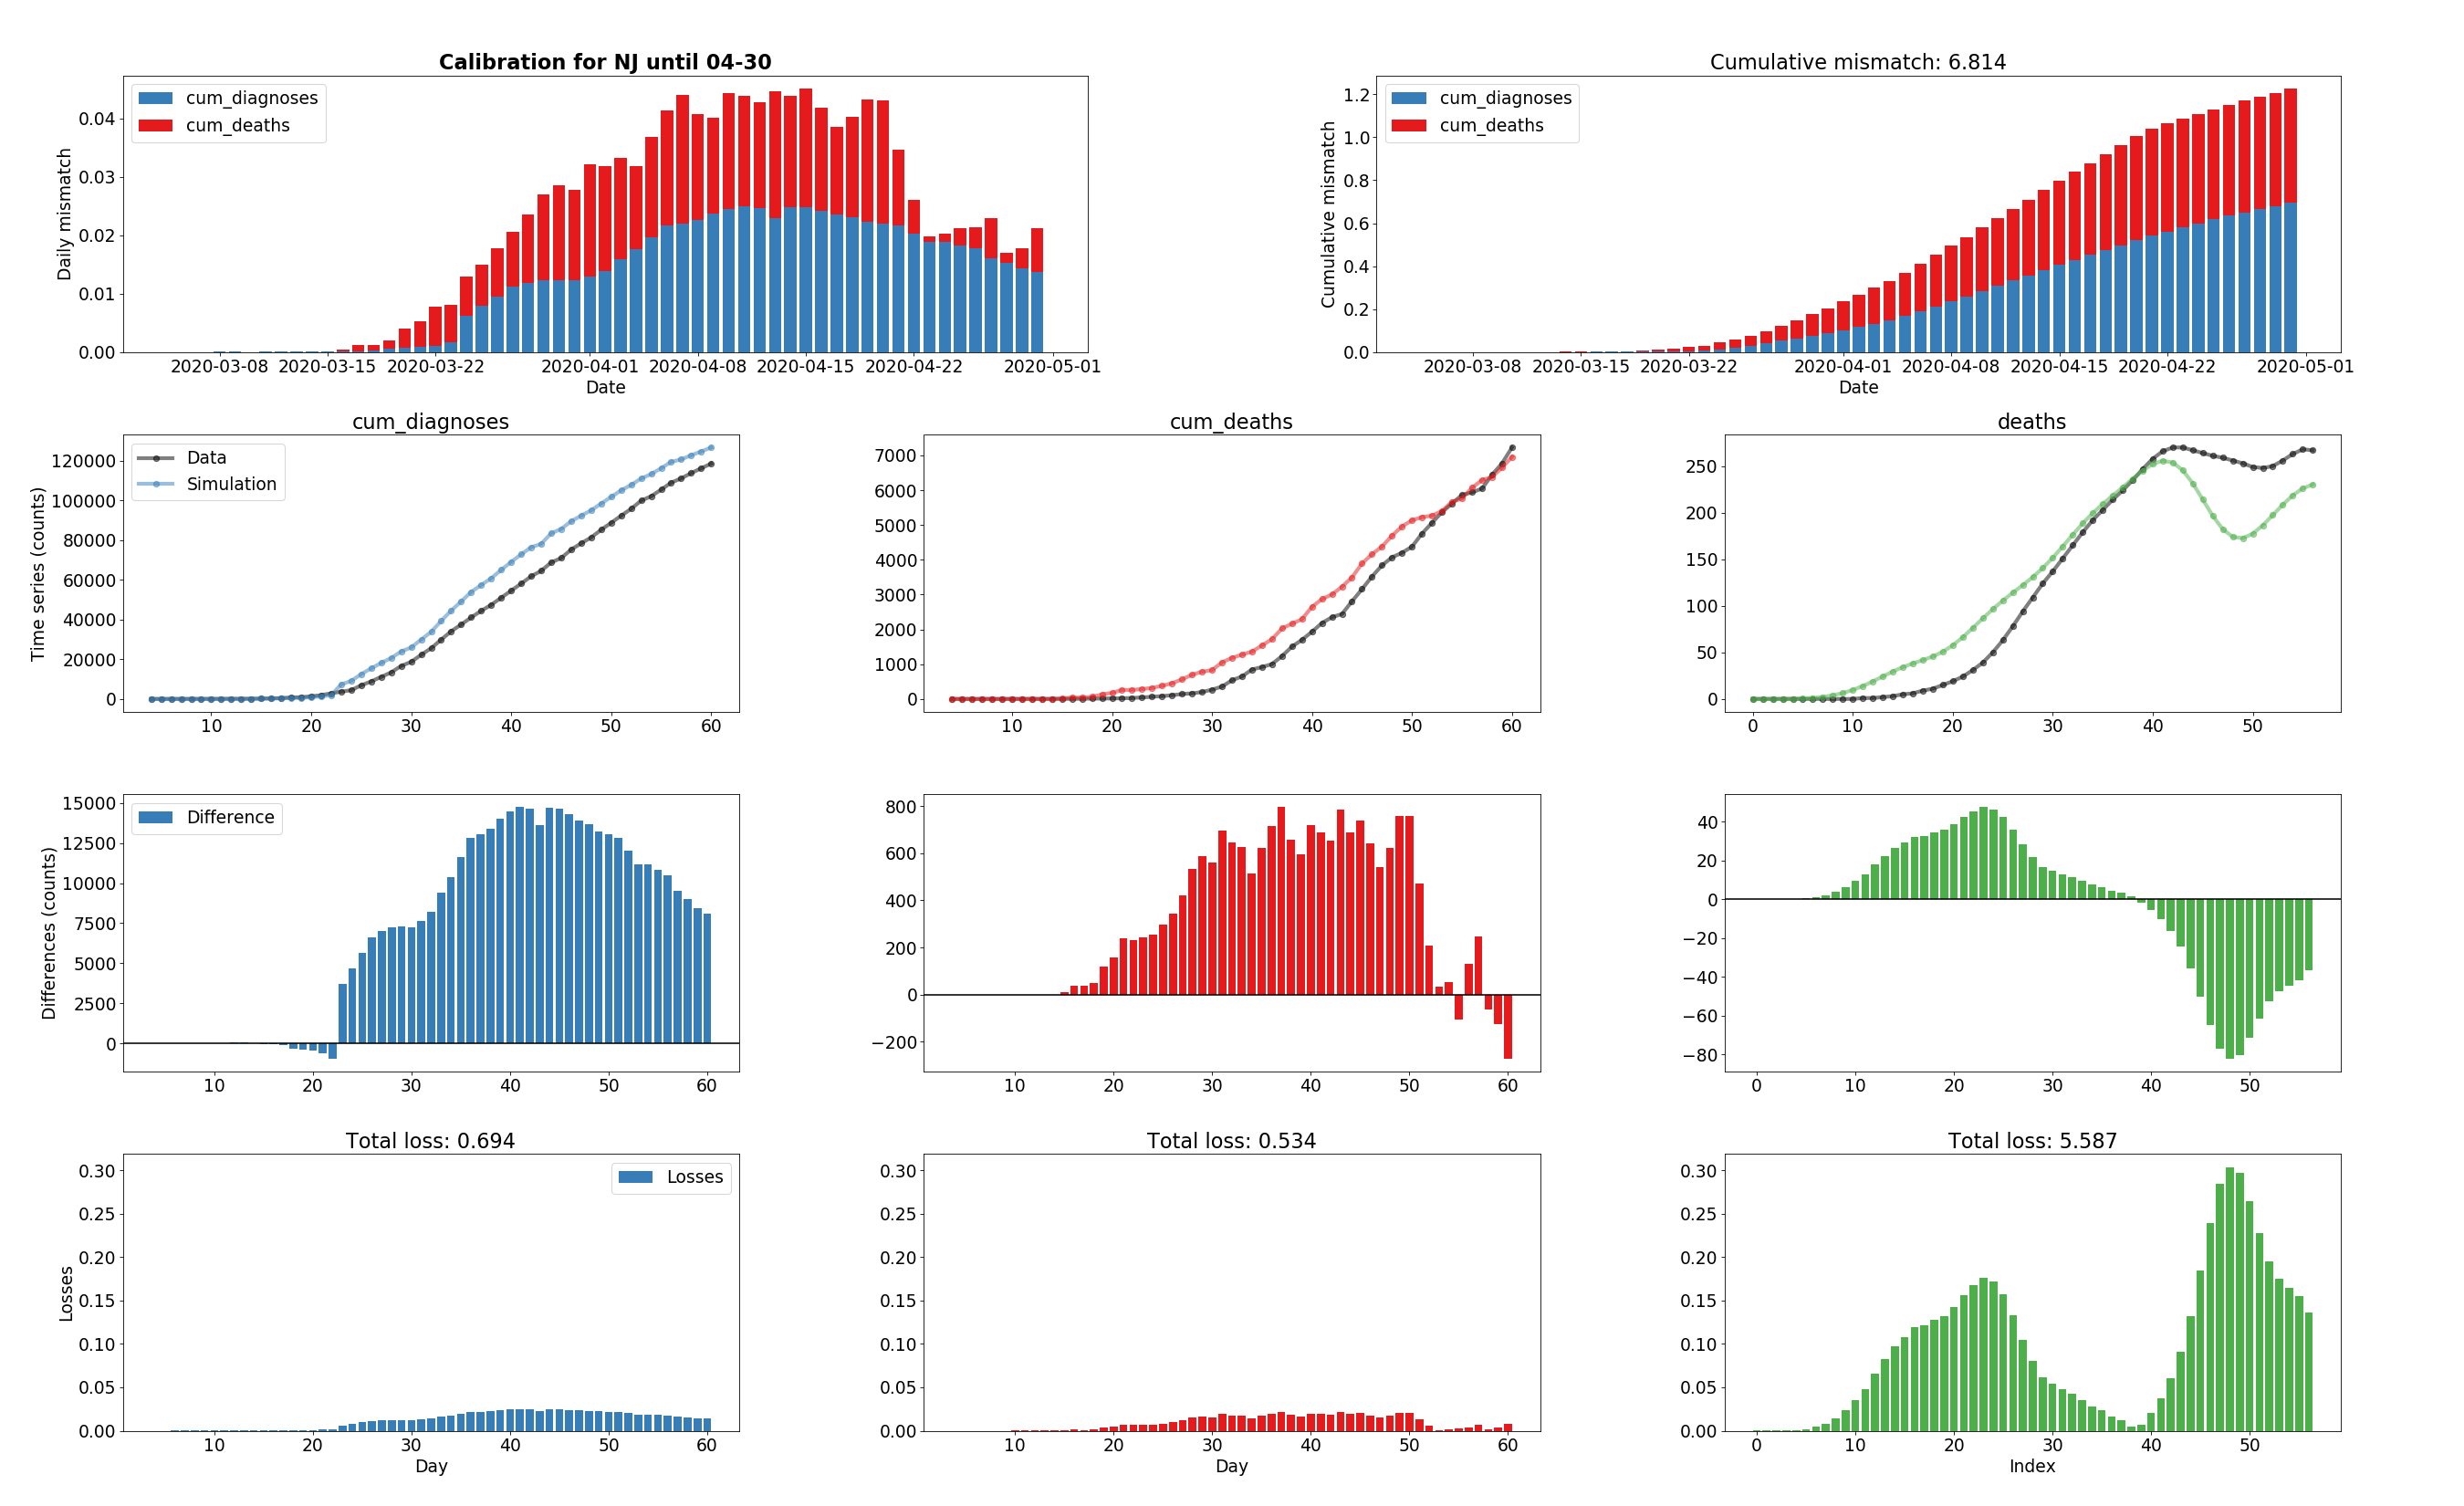 Calibration for NJ until 04-30
cum_diagnoses
cum_deaths
Daily mismatch
0.04
0.03
0.02
0.01
0.00
2020-03-08 2020-03-15 2020-03-22 2020-04-01 2020-04-08 2020-04-15 2020-04-22 2020-05-01
Date
Cumulative mismatch: 6.814
cum_diagnoses
cum_deaths
Cumulative mismatch
1.2
1.0
0.8
0.6
0.4
0.2
0.0
2020-03-08 2020-03-15 2020-03-22 2020-04-01 2020-04-08 2020-04-15 2020-04-22 2020-05-01
Date
cum_diagnoses
Data
Simulation
Time series (counts)
120000
100000
80000
60000
40000
20000
0
10 20 30 40 50 60
cum_deaths
7000
6000
5000
4000
3000
2000
1000
0
10 20 30 40 50 60
deaths
250
200
150
100
50
0
0 10 20 30 40 50
Difference
Differences (counts)
15000
12500
10000
7500
5000
2500
0
10 20 30 40 50 60
800
600
400
200
0
−200
10 20 30 40 50 60
40
20
0
−20
−40
−60
−80
0 10 20 30 40 50
Total loss: 0.694
Losses
Losses
0.30
0.25
0.20
0.15
0.10
0.05
0.00
10 20 30 40 50 60
Day
Total loss: 0.534
0.30
0.25
0.20
0.15
0.10
0.05
0.00
10 20 30 40 50 60
Day
Total loss: 5.587
0.30
0.25
0.20
0.15
0.10
0.05
0.00
0 10 20 30 40 50
Index